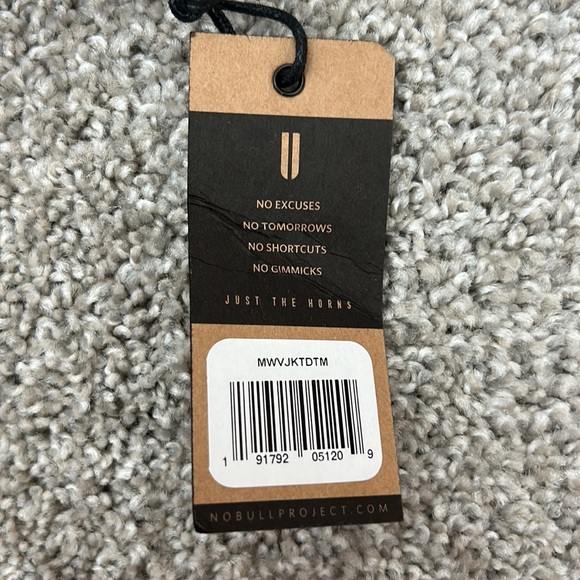 NO EXCUSES
NO TOMORROWS
NO SHORTCUTS
NO GIMMICKS
JUST THE HORNS
MWVJKTDTM
1 91792 05120 9
NOBULLPROJECT.COM